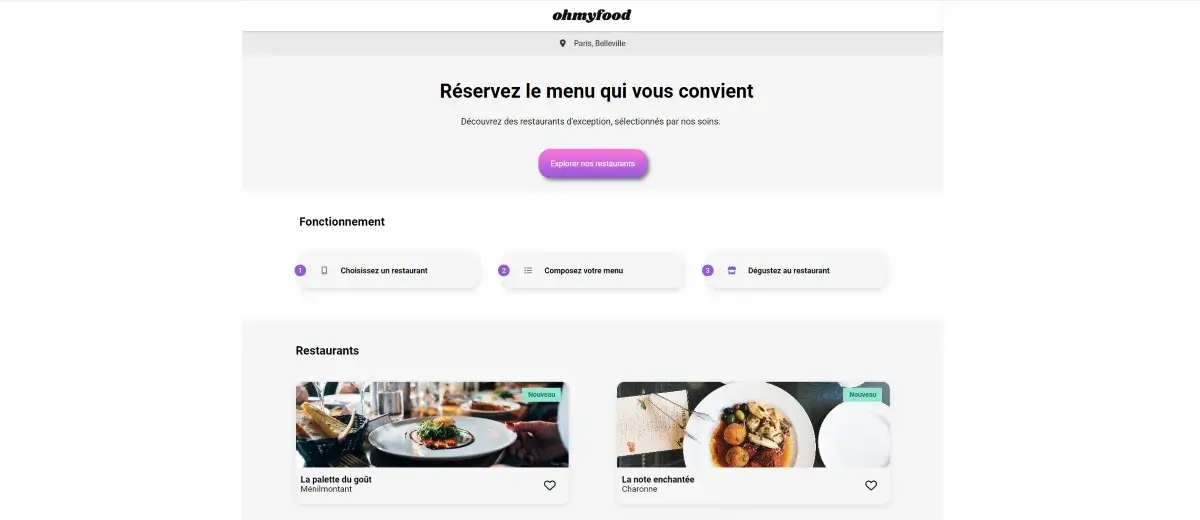 ohmyfood
Paris, Belleville
Réservez le menu qui vous convient
Découvrez des restaurants d'exception, sélectionnés par nos soins.
Explorer nos restaurants
Fonctionnement
1 Choisissez un restaurant
2 Composez votre menu
3 Dégustez au restaurant
Restaurants
Nouveau
La palette du goût
Ménilmontant
Nouveau
La note enchantée
Charonne